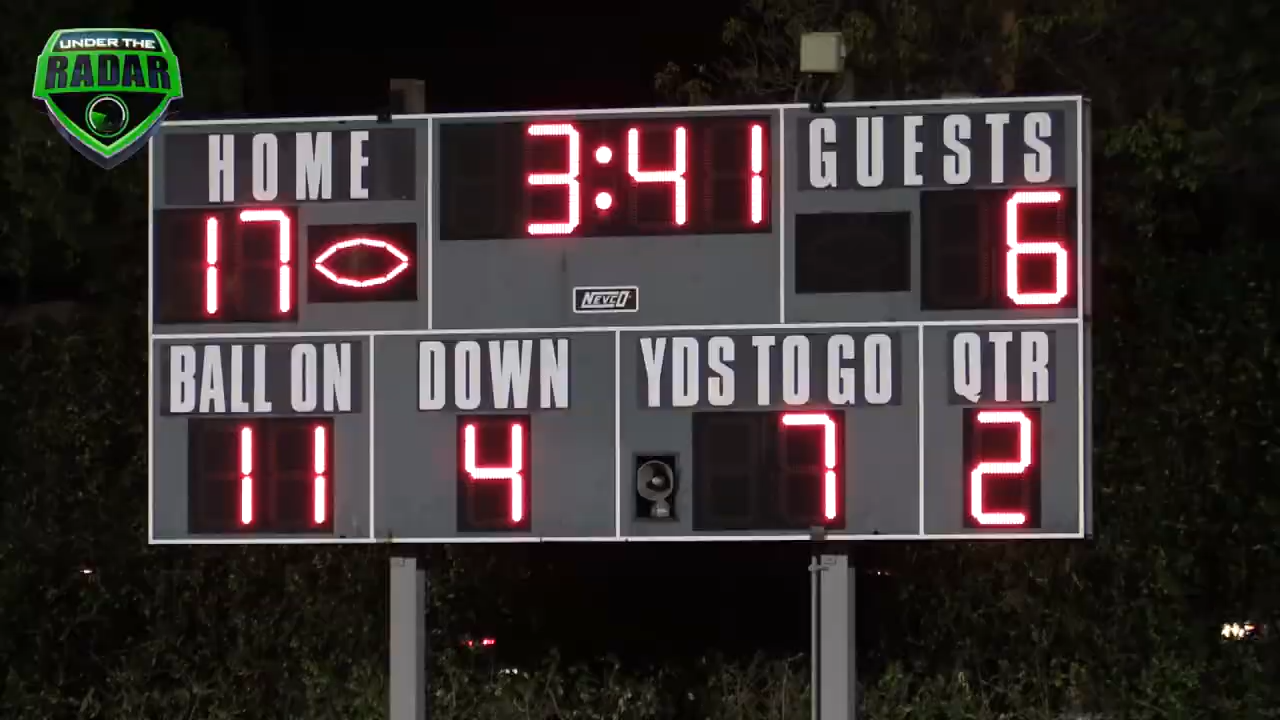 UNDER THE
RADAR
HOME 3:41 GUESTS
17 6
NEVCO
BALL ON DOWN YDS TO GO QTR
11 4 7 2